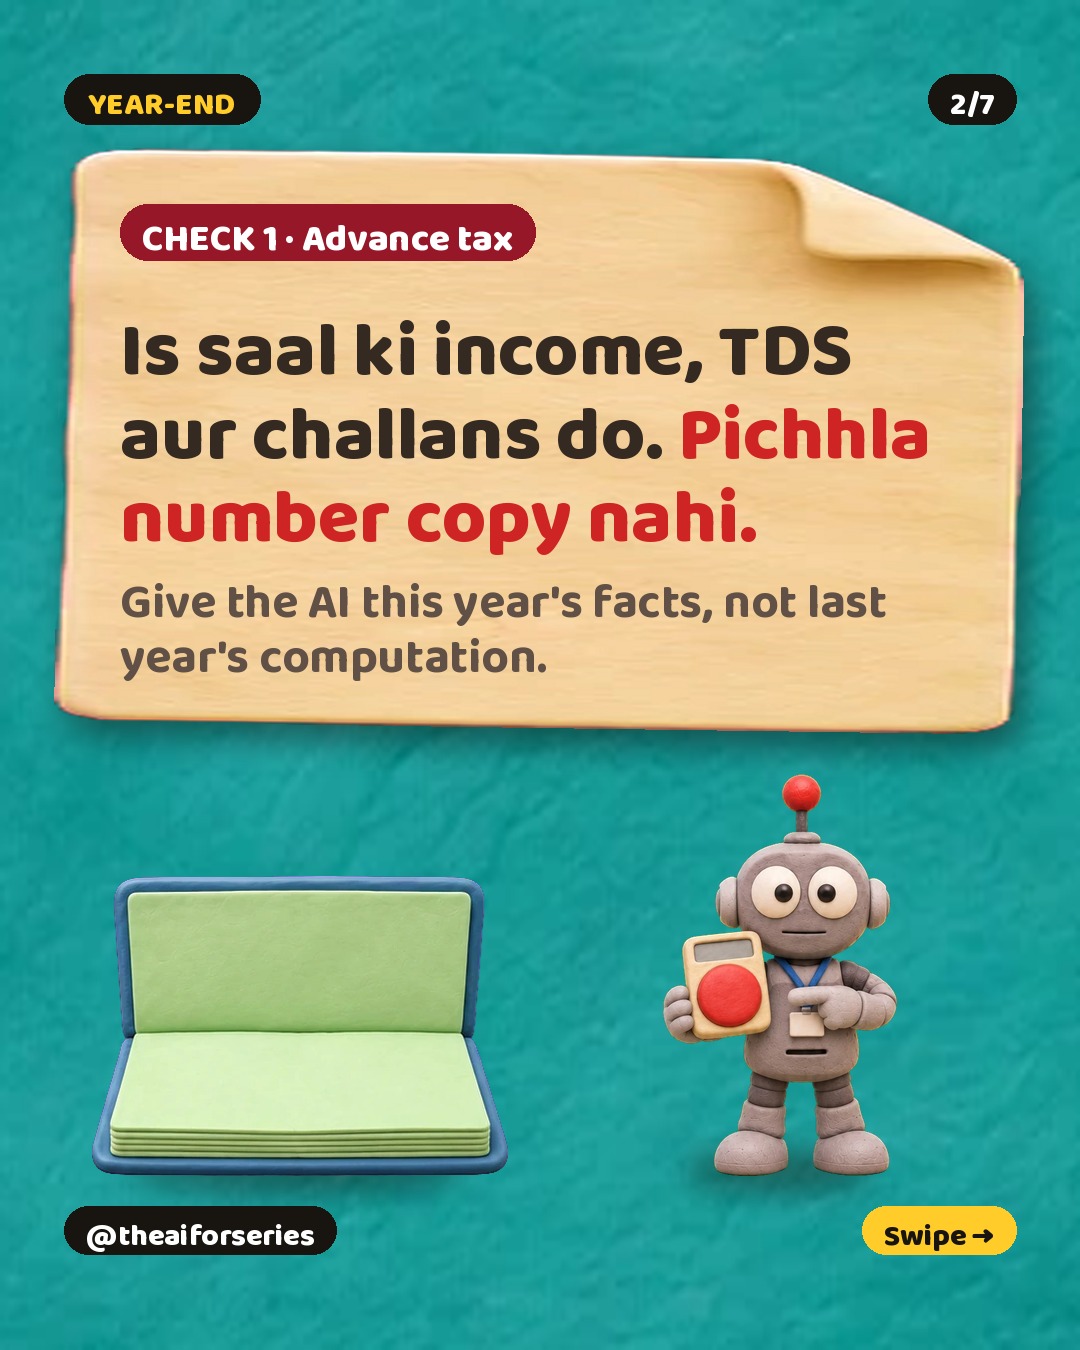 YEAR-END
2/7
CHECK 1 · Advance tax
Is saal ki income, TDS
aur challans do. Pichhla
number copy nahi.
Give the AI this year's facts, not last
year's computation.
@theaiforseries
Swipe →